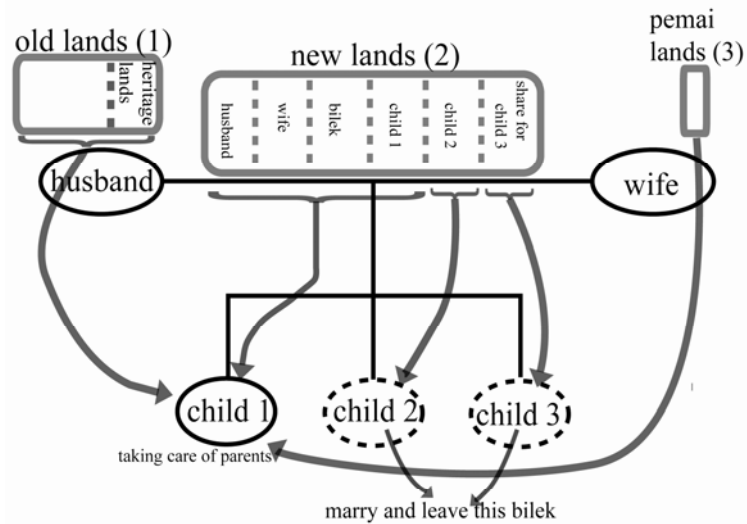 old lands (1)
heritage
lands
new lands (2)
husband
wife
bilek
child 1
child 2
share for
child 3
pemai
lands (3)
husband
wife
child 1
child 2
child 3
taking care of parents
marry and leave this bilek